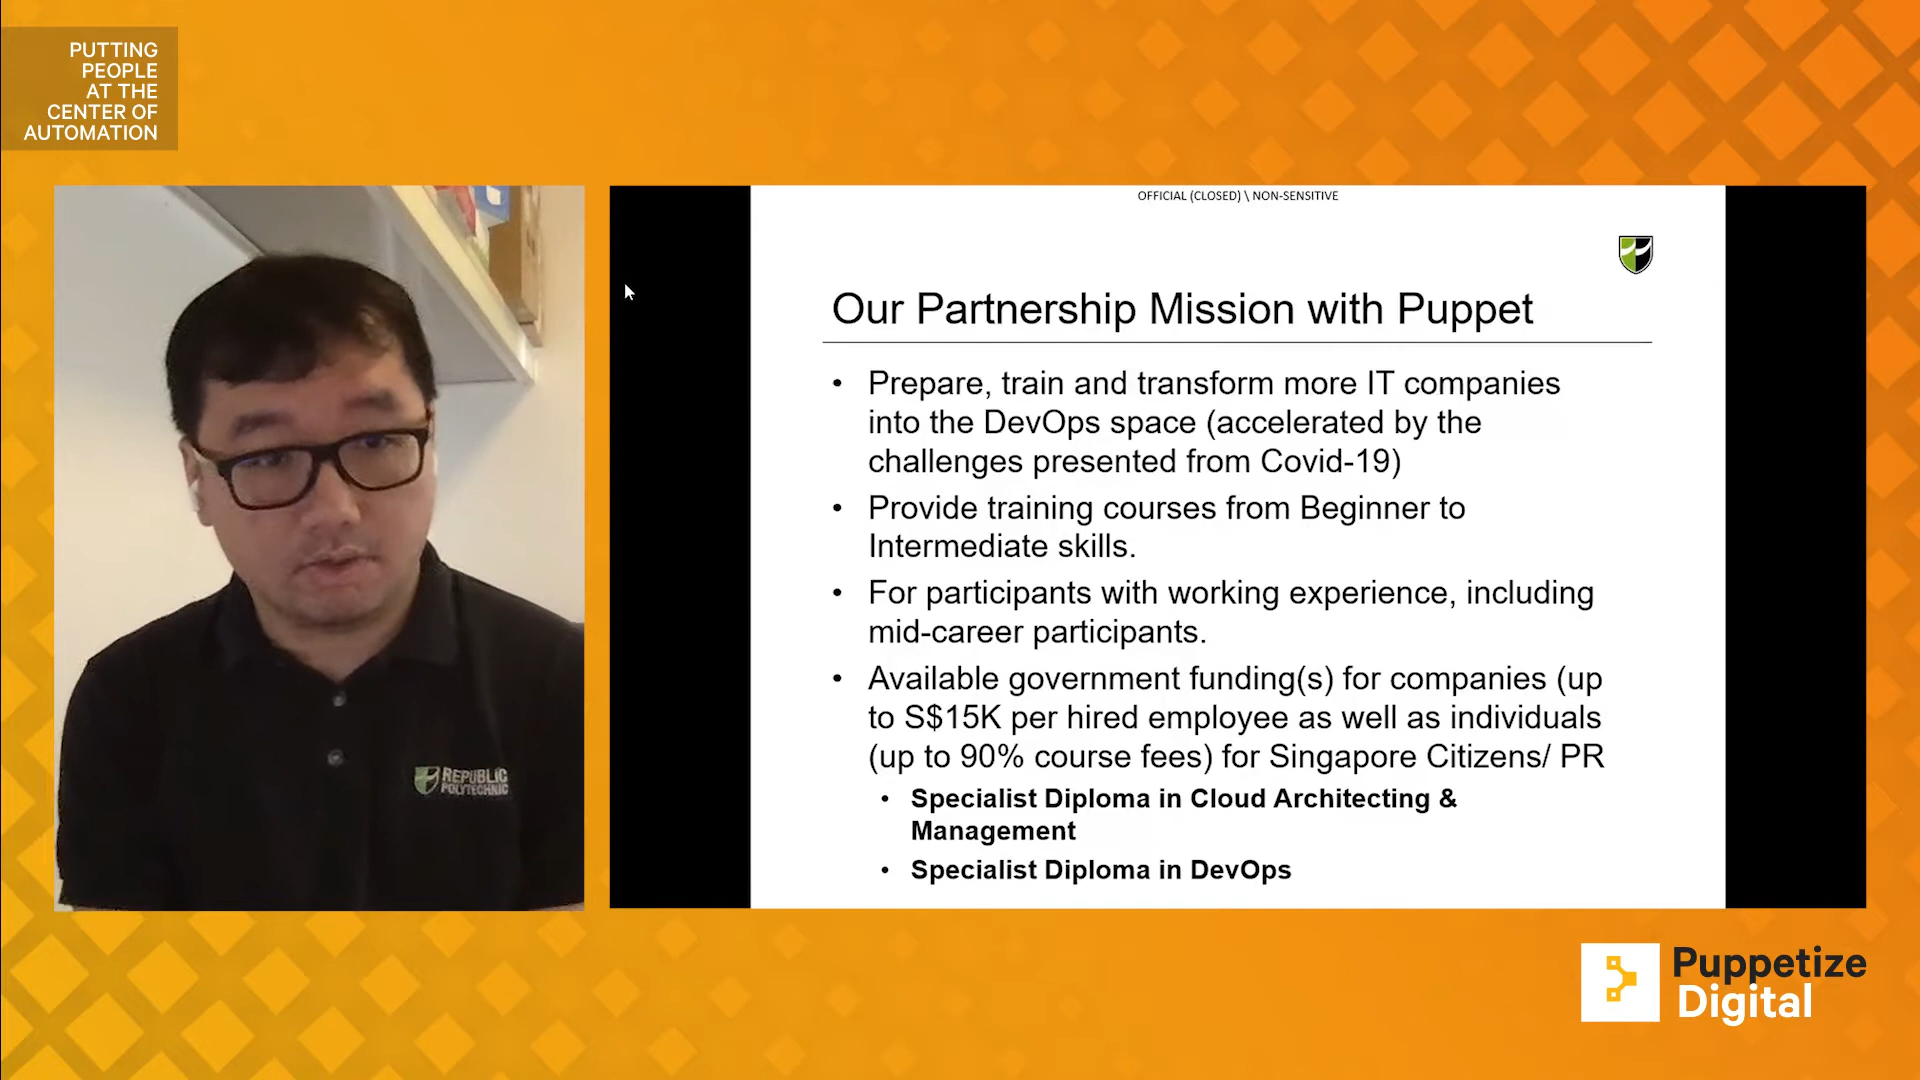 PUTTING
PEOPLE
AT THE
CENTER OF
AUTOMATION
REPUBLIC
POLYTECHNIC
OFFICIAL (CLOSED) \ NON-SENSITIVE
Our Partnership Mission with Puppet
• Prepare, train and transform more IT companies
into the DevOps space (accelerated by the
challenges presented from Covid-19)
• Provide training courses from Beginner to
Intermediate skills.
• For participants with working experience, including
mid-career participants.
• Available government funding(s) for companies (up
to S$15K per hired employee as well as individuals
(up to 90% course fees) for Singapore Citizens/ PR
• Specialist Diploma in Cloud Architecting &
Management
• Specialist Diploma in DevOps
Puppetize
Digital